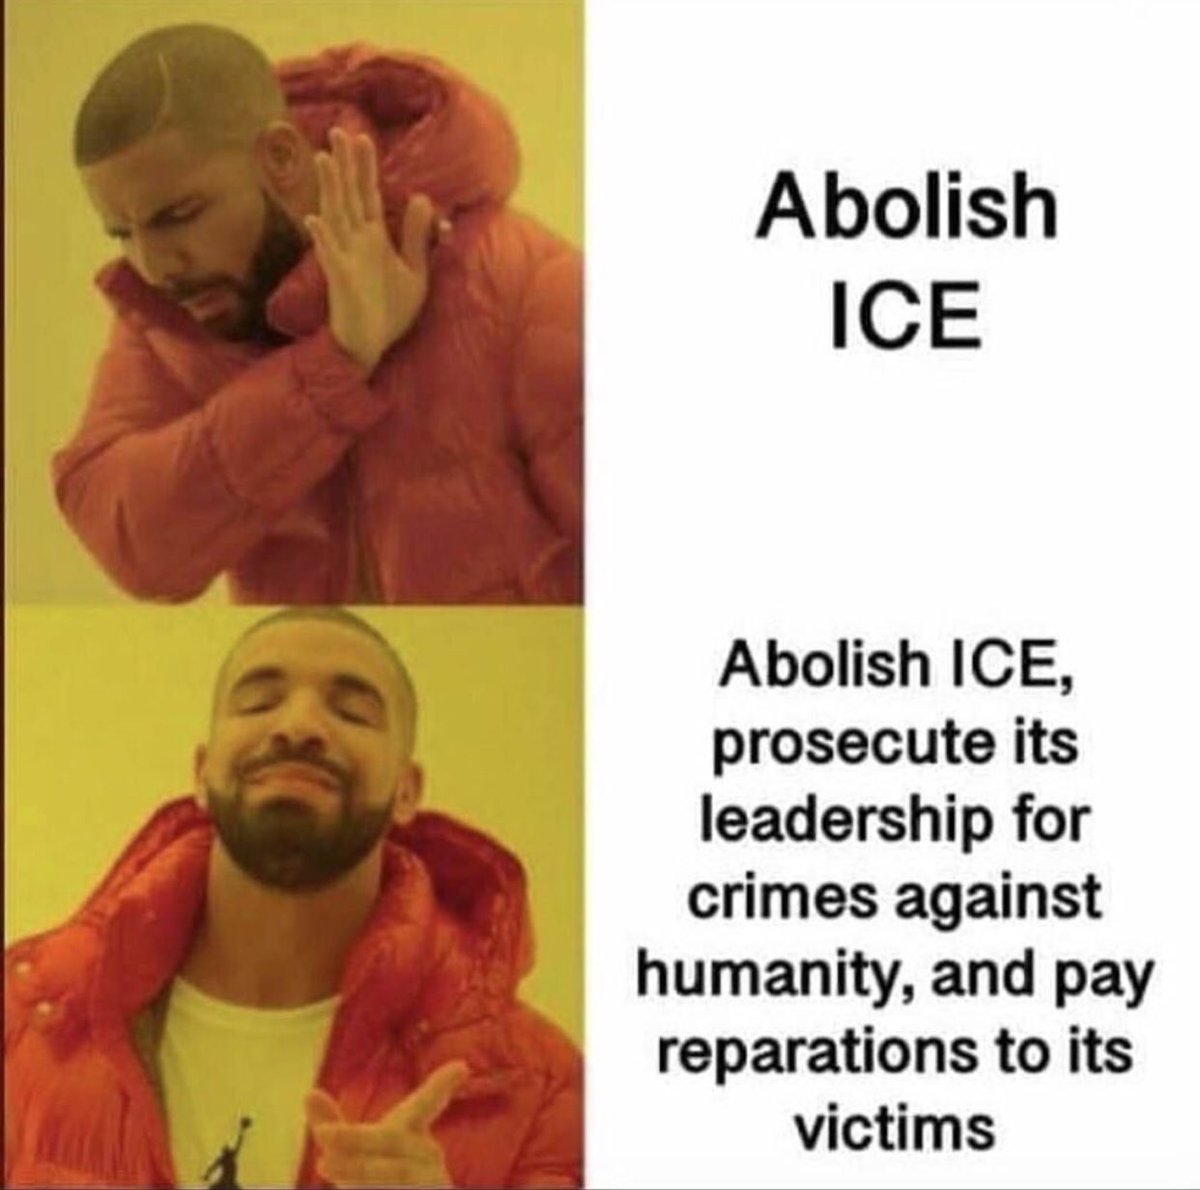 Abolish
ICE
Abolish ICE,
prosecute its
leadership for
crimes against
humanity, and pay
reparations to its
victims